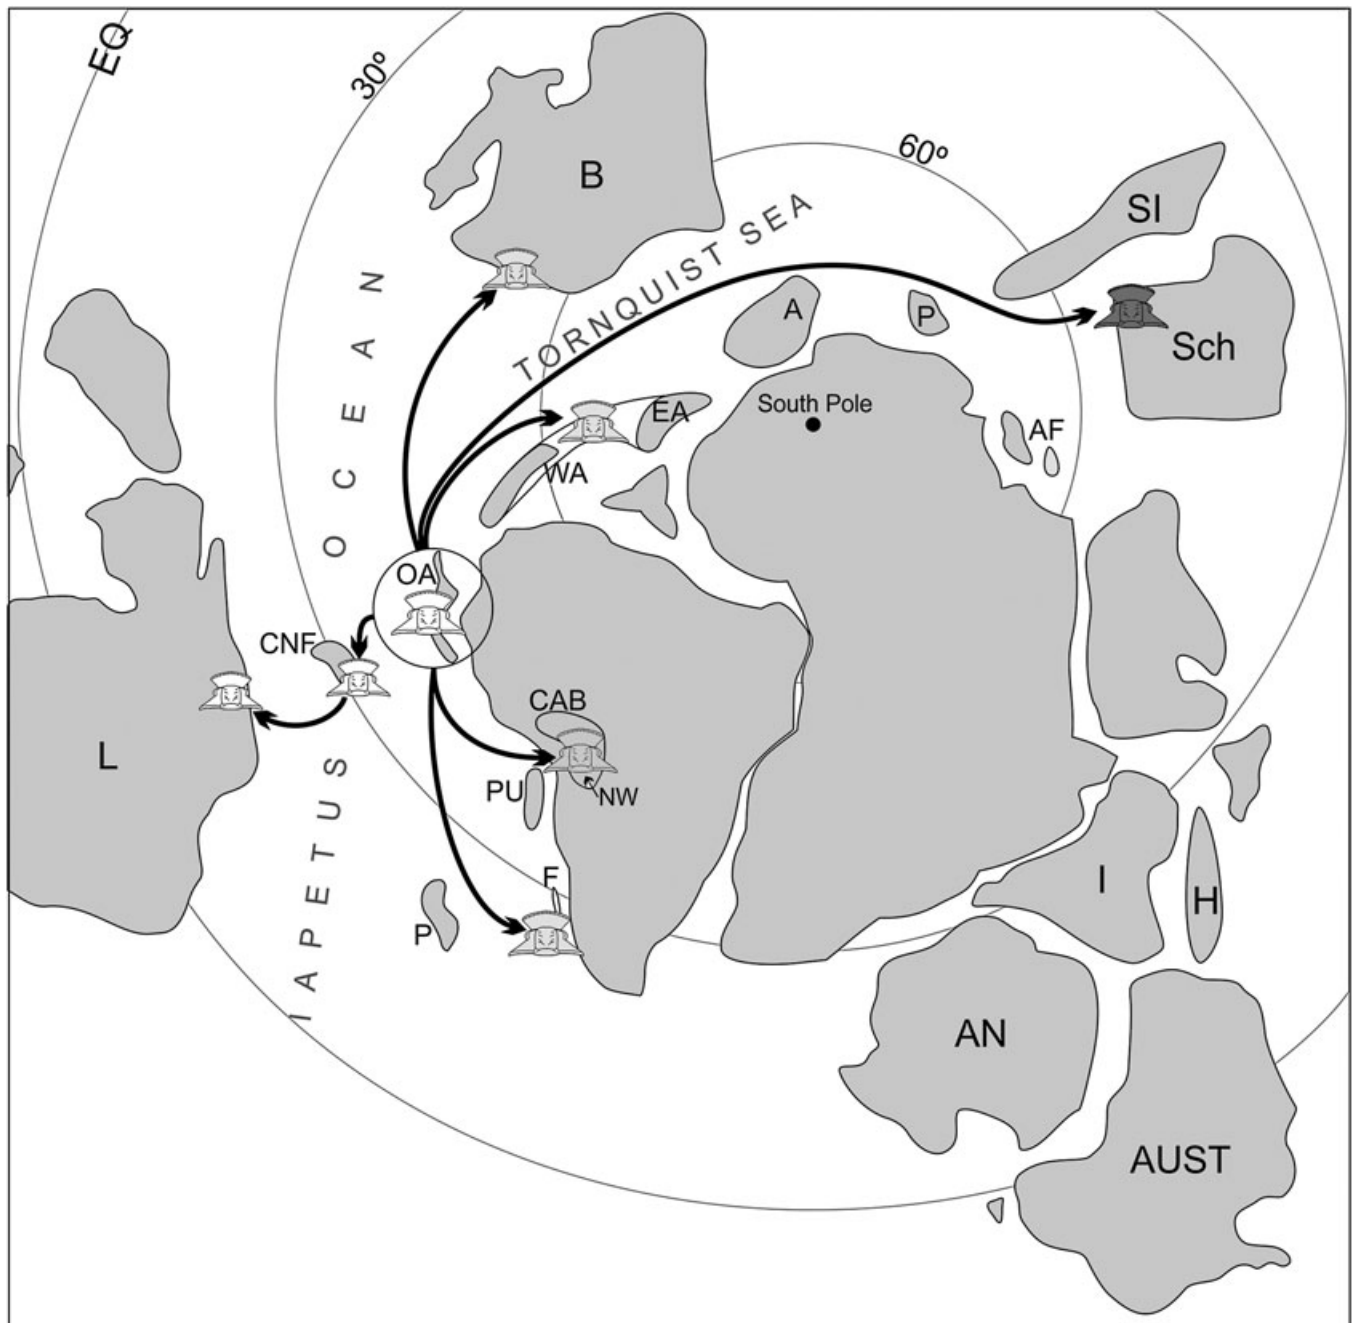 EQ
30º
B
60º
SI
TORNQUIST SEA
A
P
Sch
OCEAN
South Pole
EA
AF
WA
OA
CNF
CAB
L
PU
NW
I
F
H
P
IAPETUS
AN
AUST